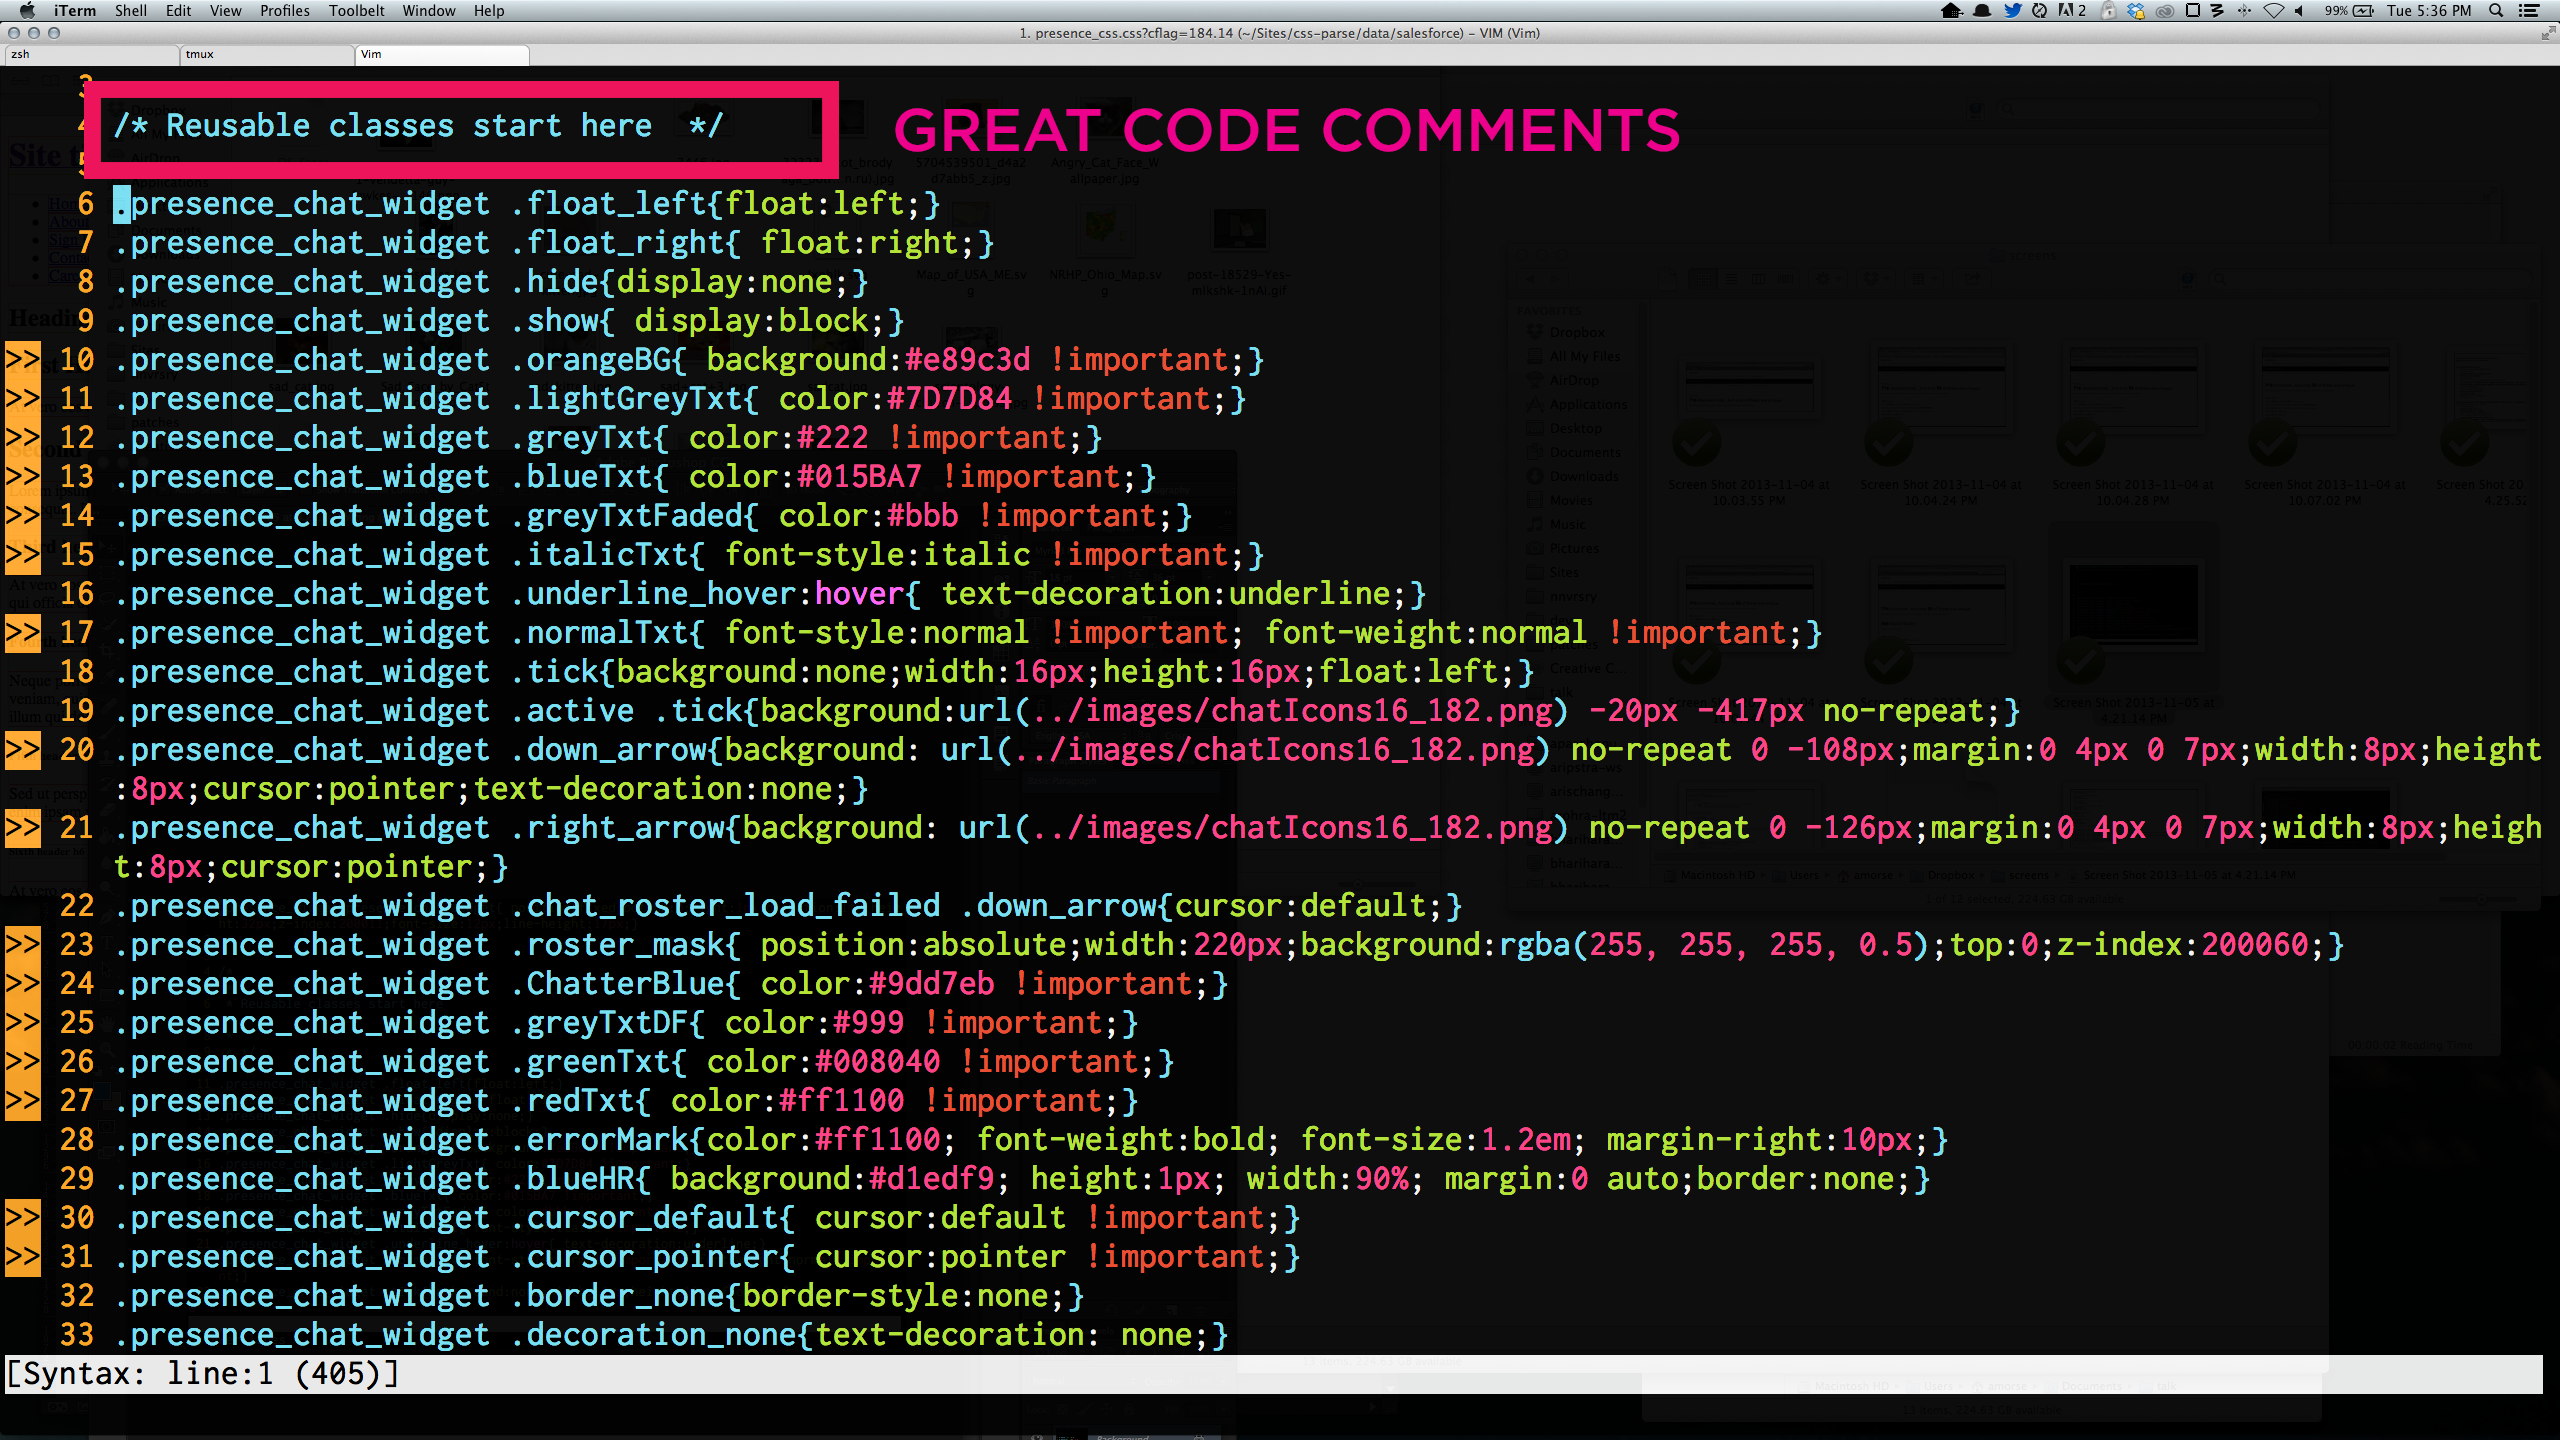 iTerm Shell Edit View Profiles Toolbelt Window Help
2 99% Tue 5:36 PM
1. presence_css.css?cflag=184.14 (~/Sites/css-parse/data/salesforce) – VIM (Vim)
zsh tmux Vim
3
4 /* Reusable classes start here  */
GREAT CODE COMMENTS
5
6 .presence_chat_widget .float_left{float:left;}
7 .presence_chat_widget .float_right{ float:right;}
8 .presence_chat_widget .hide{display:none;}
9 .presence_chat_widget .show{ display:block;}
>> 10 .presence_chat_widget .orangeBG{ background:#e89c3d !important;}
>> 11 .presence_chat_widget .lightGreyTxt{ color:#7D7D84 !important;}
>> 12 .presence_chat_widget .greyTxt{ color:#222 !important;}
>> 13 .presence_chat_widget .blueTxt{ color:#015BA7 !important;}
>> 14 .presence_chat_widget .greyTxtFaded{ color:#bbb !important;}
>> 15 .presence_chat_widget .italicTxt{ font-style:italic !important;}
16 .presence_chat_widget .underline_hover:hover{ text-decoration:underline;}
>> 17 .presence_chat_widget .normalTxt{ font-style:normal !important; font-weight:normal !important;}
18 .presence_chat_widget .tick{background:none;width:16px;height:16px;float:left;}
19 .presence_chat_widget .active .tick{background:url(../images/chatIcons16_182.png) -20px -417px no-repeat;}
>> 20 .presence_chat_widget .down_arrow{background: url(../images/chatIcons16_182.png) no-repeat 0 -108px;margin:0 4px 0 7px;width:8px;height
:8px;cursor:pointer;text-decoration:none;}
>> 21 .presence_chat_widget .right_arrow{background: url(../images/chatIcons16_182.png) no-repeat 0 -126px;margin:0 4px 0 7px;width:8px;heigh
t:8px;cursor:pointer;}
22 .presence_chat_widget .chat_roster_load_failed .down_arrow{cursor:default;}
>> 23 .presence_chat_widget .roster_mask{ position:absolute;width:220px;background:rgba(255, 255, 255, 0.5);top:0;z-index:200060;}
>> 24 .presence_chat_widget .ChatterBlue{ color:#9dd7eb !important;}
>> 25 .presence_chat_widget .greyTxtDF{ color:#999 !important;}
>> 26 .presence_chat_widget .greenTxt{ color:#008040 !important;}
>> 27 .presence_chat_widget .redTxt{ color:#ff1100 !important;}
28 .presence_chat_widget .errorMark{color:#ff1100; font-weight:bold; font-size:1.2em; margin-right:10px;}
29 .presence_chat_widget .blueHR{ background:#d1edf9; height:1px; width:90%; margin:0 auto;border:none;}
>> 30 .presence_chat_widget .cursor_default{ cursor:default !important;}
>> 31 .presence_chat_widget .cursor_pointer{ cursor:pointer !important;}
32 .presence_chat_widget .border_none{border-style:none;}
33 .presence_chat_widget .decoration_none{text-decoration: none;}
[Syntax: line:1 (405)]